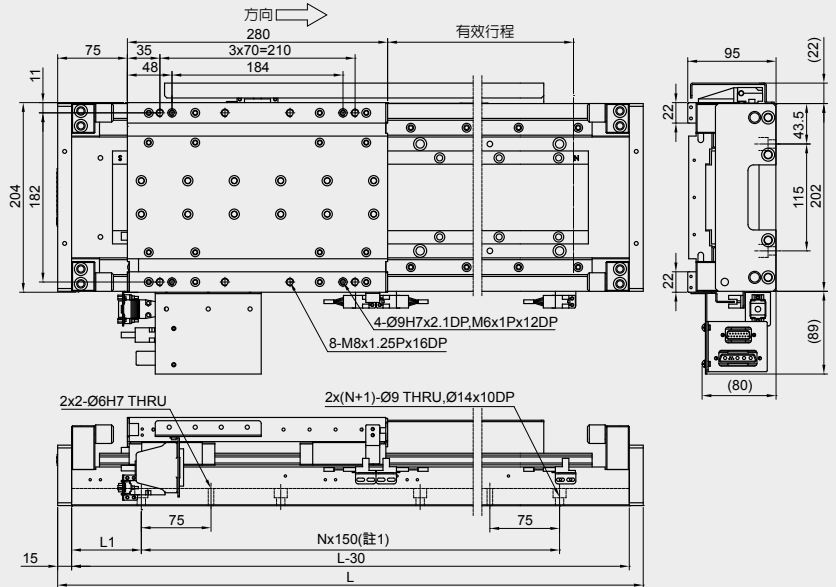 方向
280
有效行程
75
35
3x70=210
48
184
11
204
182
S
N
4-Ø9H7x2.1DP,M6x1Px12DP
8-M8x1.25Px16DP
95
(22)
22
43.5
115
202
22
(89)
(80)
2x2-Ø6H7 THRU
2x(N+1)-Ø9 THRU,Ø14x10DP
75
75
L1
Nx150(註1)
15
L-30
L